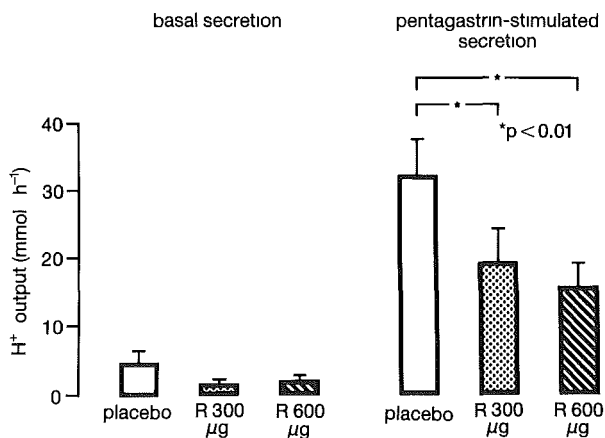 basal secretion
pentagastrin-stimulated
secretion
*
*
*p < 0.01
H⁺ output (mmol h⁻¹)
40
30
20
10
0
placebo
R 300
µg
R 600
µg
placebo
R 300
µg
R 600
µg